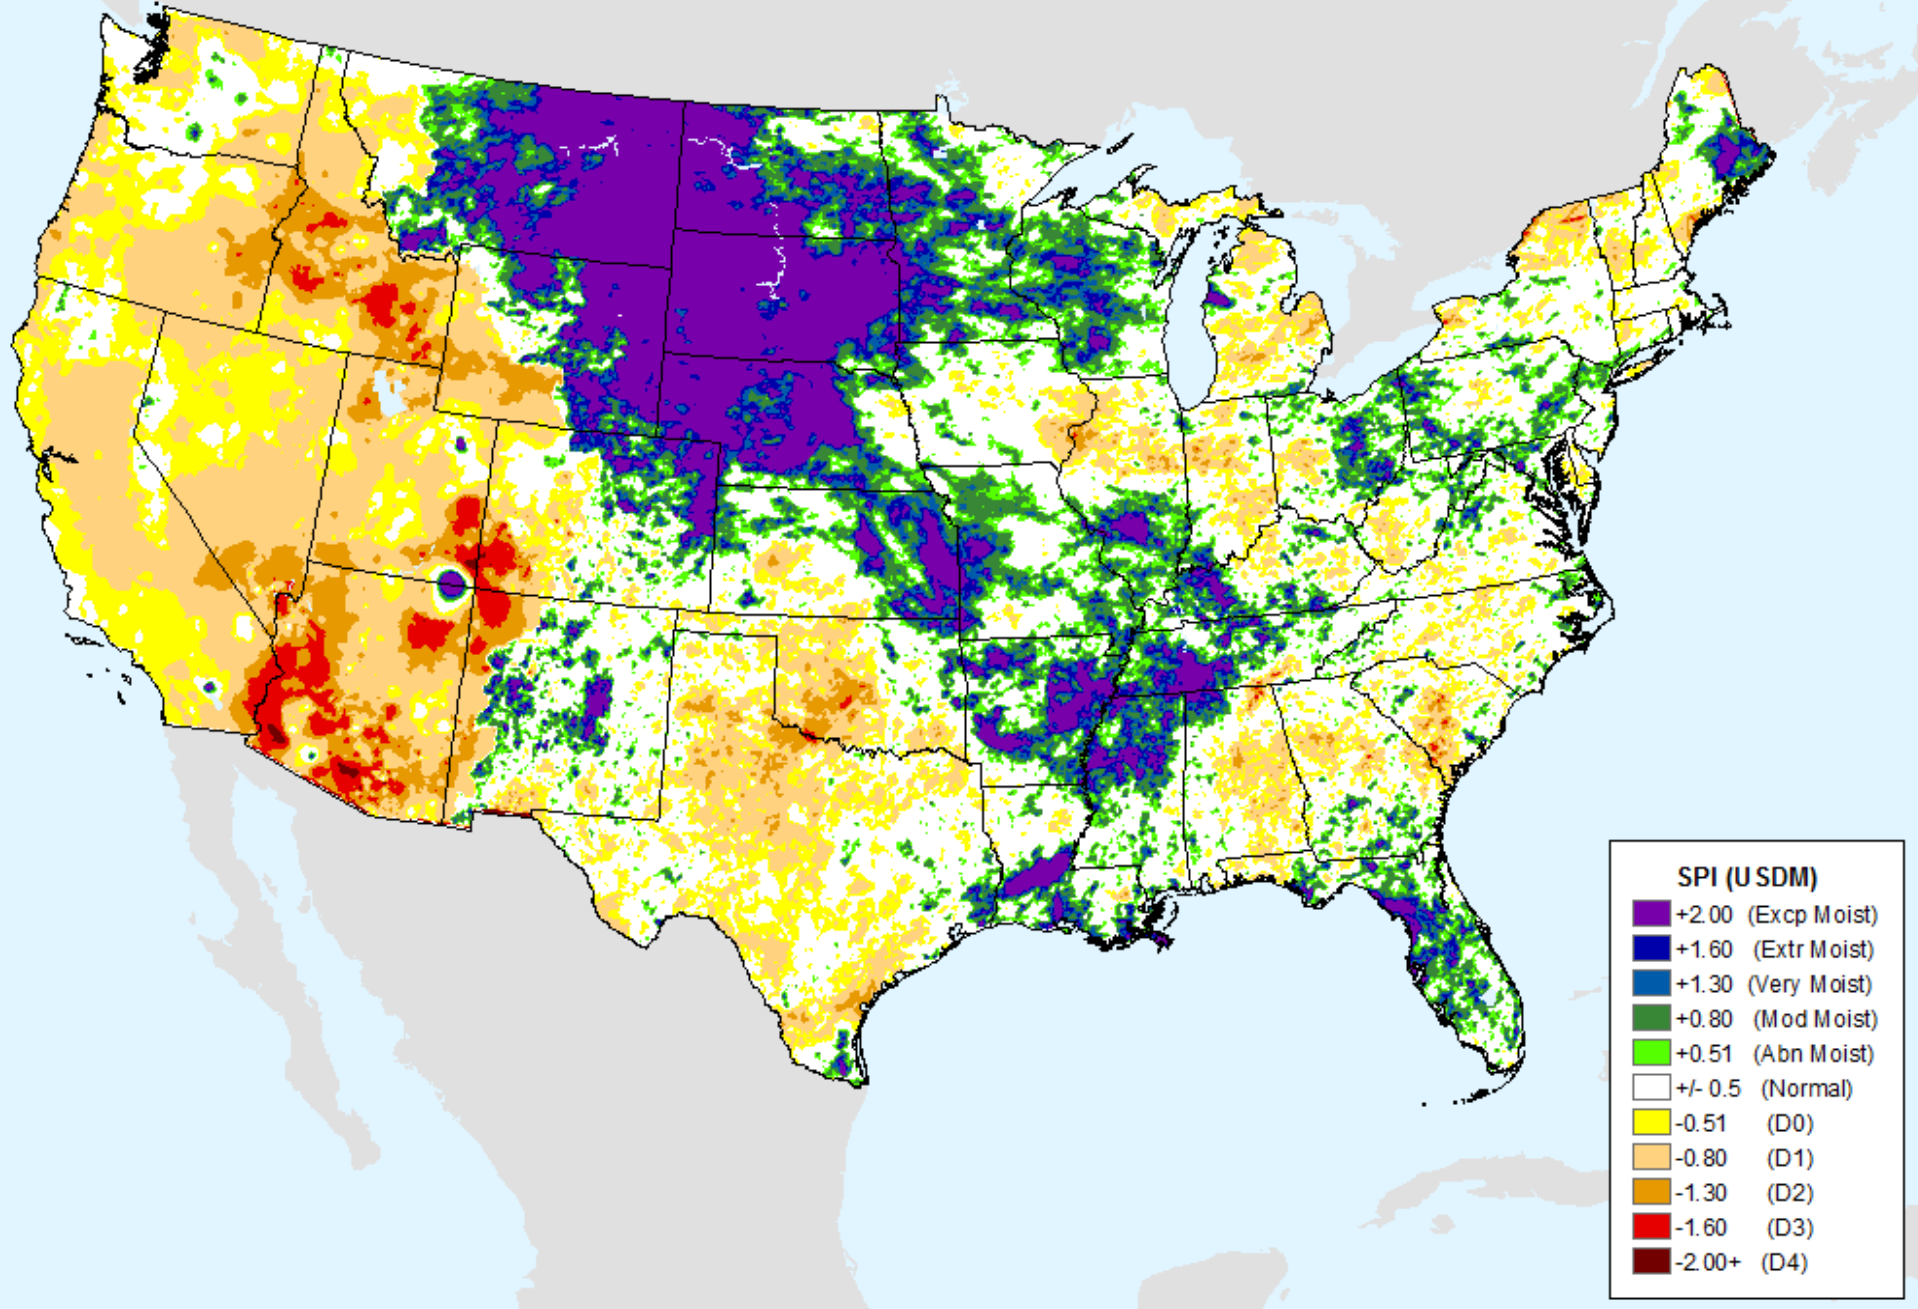 SPI (USDM)
+2.00 (Excp Moist)
+1.60 (Extr Moist)
+1.30 (Very Moist)
+0.80 (Mod Moist)
+0.51 (Abn Moist)
+/- 0.5 (Normal)
-0.51 (D0)
-0.80 (D1)
-1.30 (D2)
-1.60 (D3)
-2.00+ (D4)